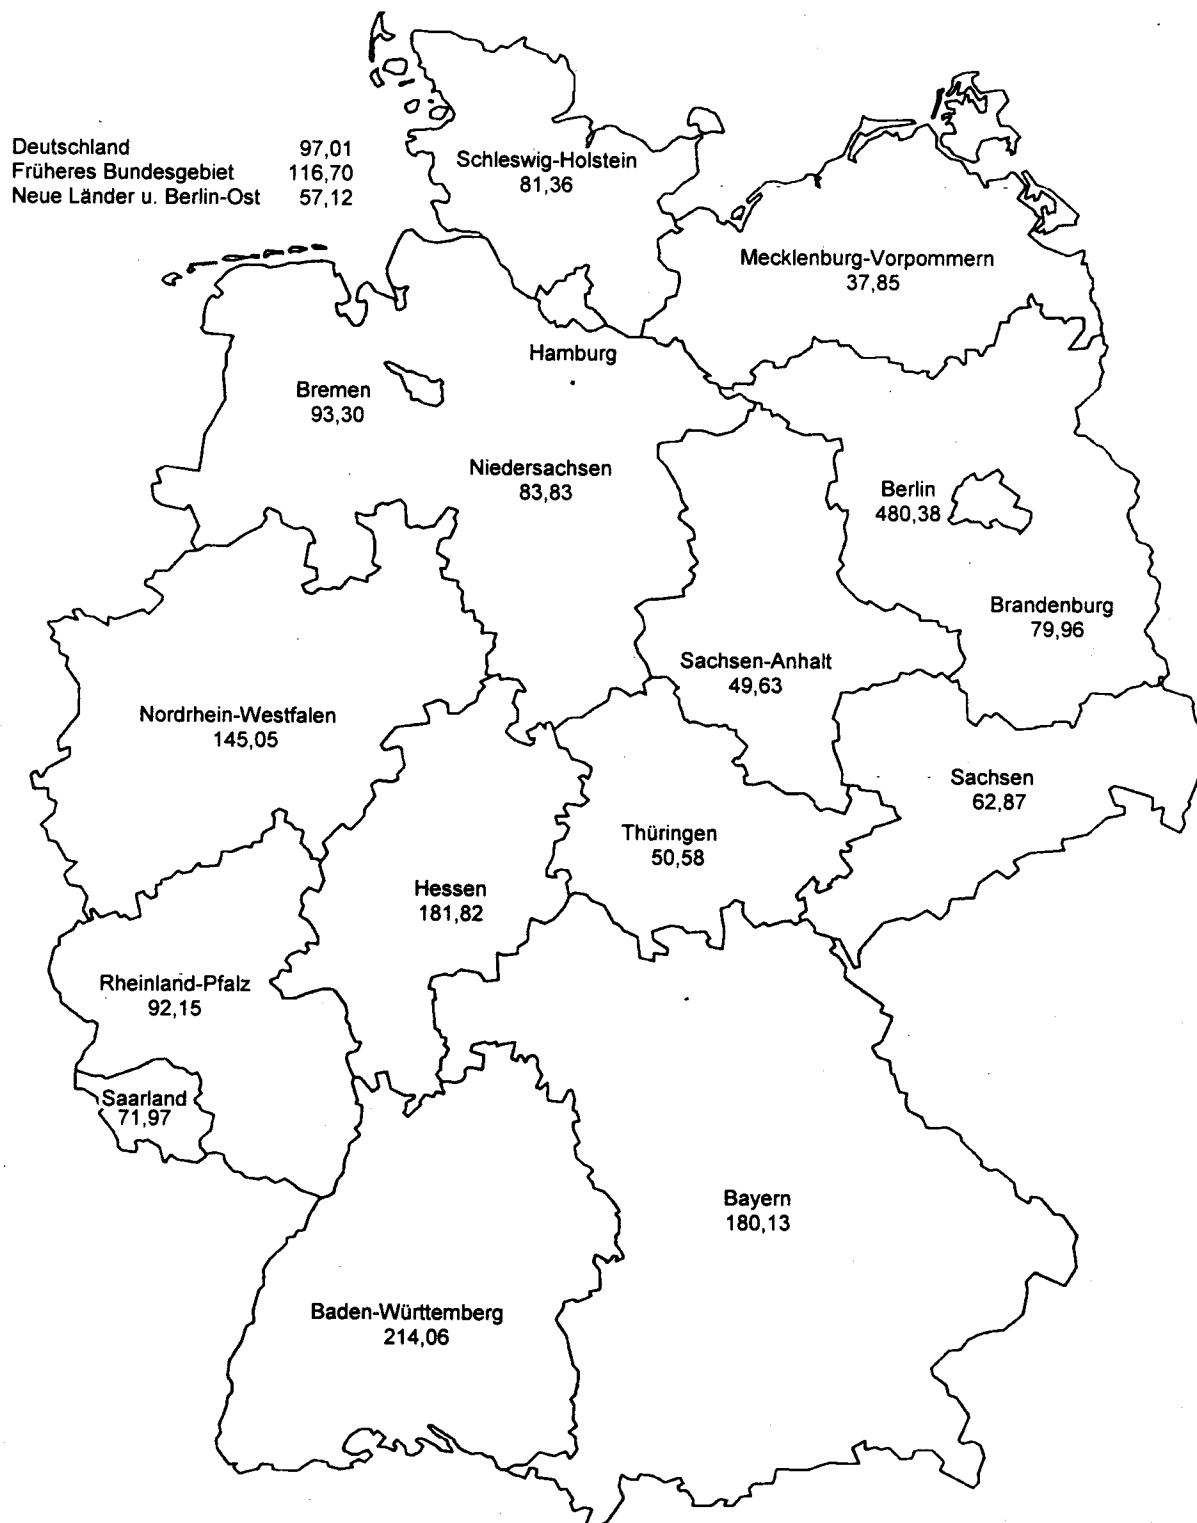 Deutschland 97,01
Früheres Bundesgebiet 116,70
Neue Länder u. Berlin-Ost 57,12
Schleswig-Holstein
81,36
Mecklenburg-Vorpommern
37,85
Hamburg
Bremen
93,30
Niedersachsen
83,83
Berlin
480,38
Brandenburg
79,96
Sachsen-Anhalt
49,63
Nordrhein-Westfalen
145,05
Sachsen
62,87
Thüringen
50,58
Hessen
181,82
Rheinland-Pfalz
92,15
Saarland
71,97
Bayern
180,13
Baden-Württemberg
214,06